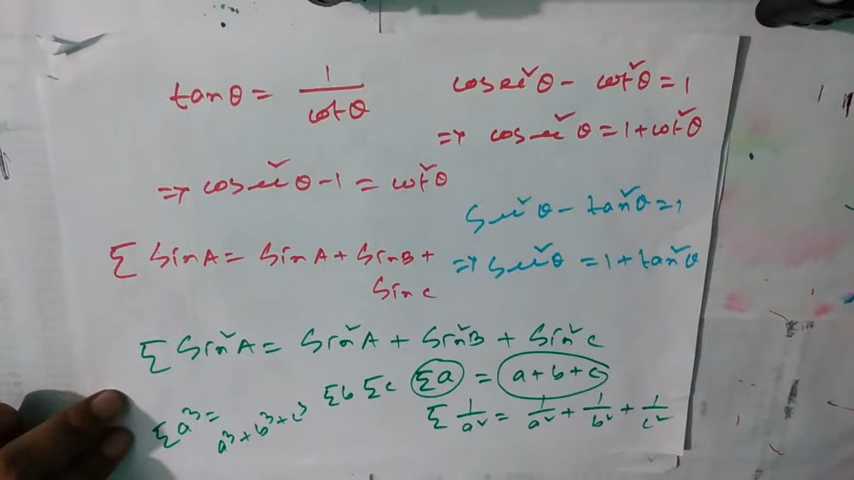 tanθ = 1/cotθ
cosec²θ - cot²θ = 1
⇒ cosec²θ = 1 + cot²θ
⇒ cosec²θ - 1 = cot²θ
sec²θ - tan²θ = 1
⇒ sec²θ = 1 + tan²θ
Σ sinA = sinA + sinB +
sin c
Σ sin²A = sin²A + sin²B + sin²c
Σb Σc Σa = a + b + c
Σa³ =
a³ + b³ + c³
Σ 1/a² = 1/a² + 1/b² + 1/c²